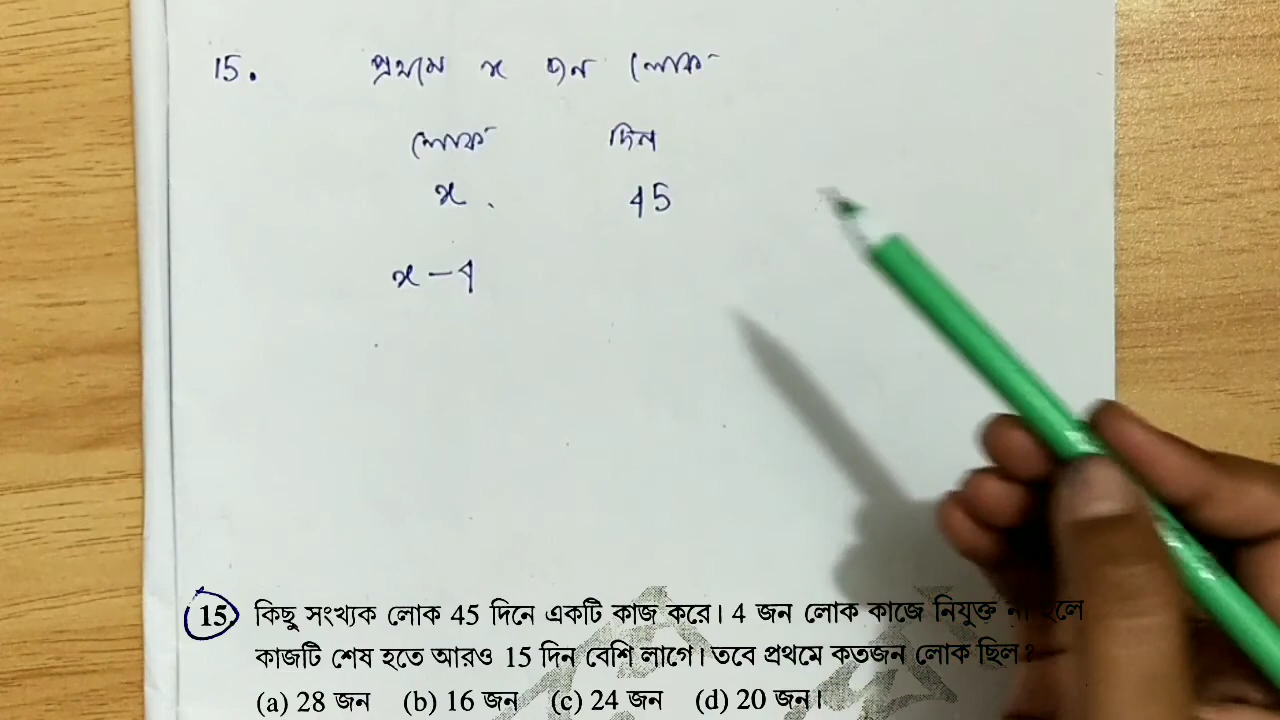 15. প্রথমে x জন লোক
লোক দিন
x. 45
x - 4
15. কিছু সংখ্যক লোক 45 দিনে একটি কাজ করে। 4 জন লোক কাজে নিযুক্ত না হলে
কাজটি শেষ হতে আরও 15 দিন বেশি লাগে। তবে প্রথমে কতজন লোক ছিল?
(a) 28 জন (b) 16 জন (c) 24 জন (d) 20 জন।